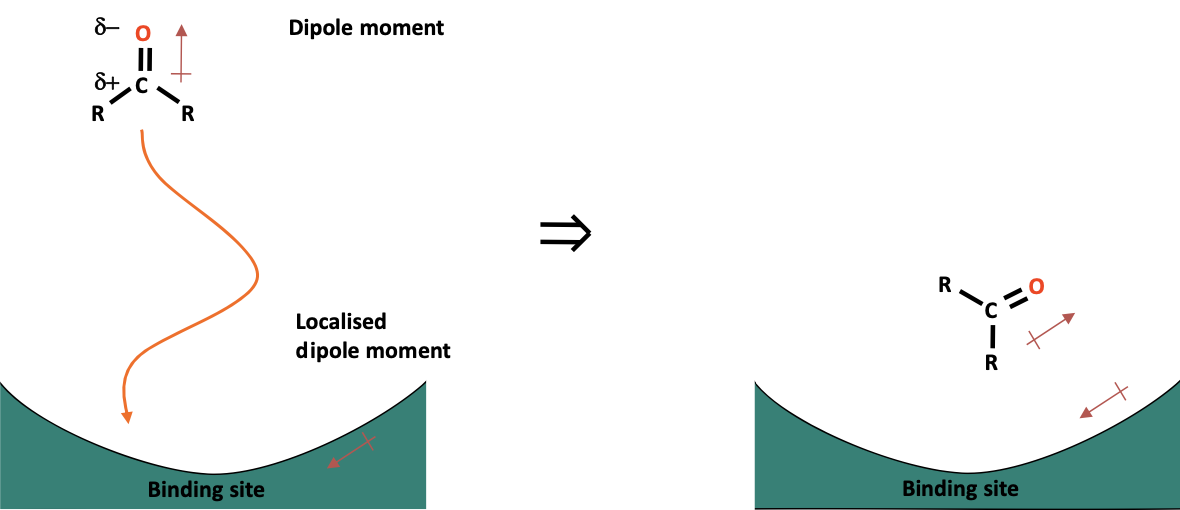 δ– O
Dipole moment
δ+ C
R R
Localised
dipole moment
Binding site
R O
C
R
Binding site